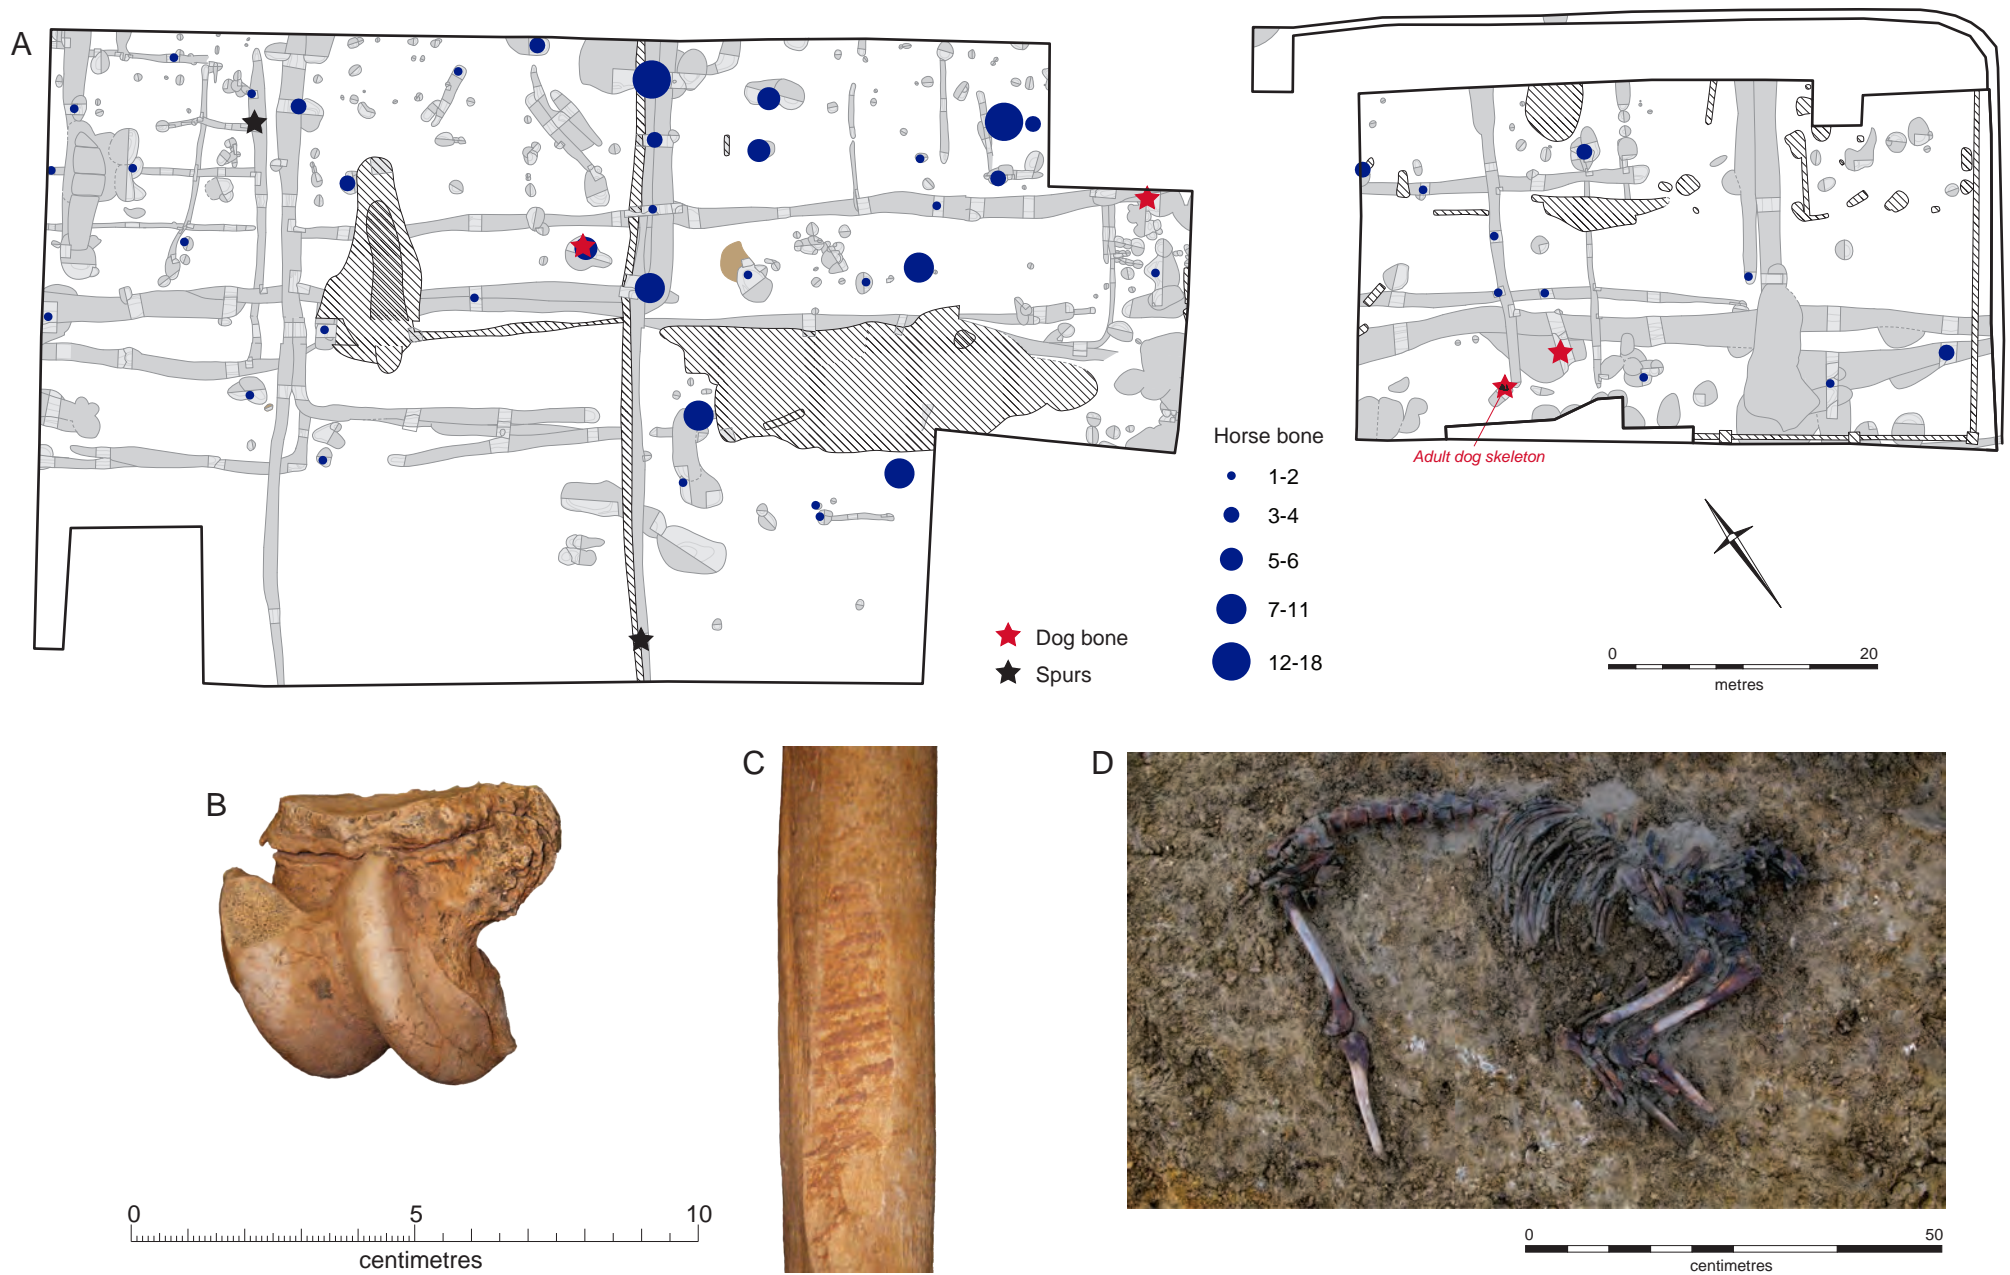 A
Adult dog skeleton
Horse bone
1-2
3-4
5-6
7-11
12-18
Dog bone
Spurs
0 20
metres
B
C
D
0 5 10
centimetres
0 50
centimetres